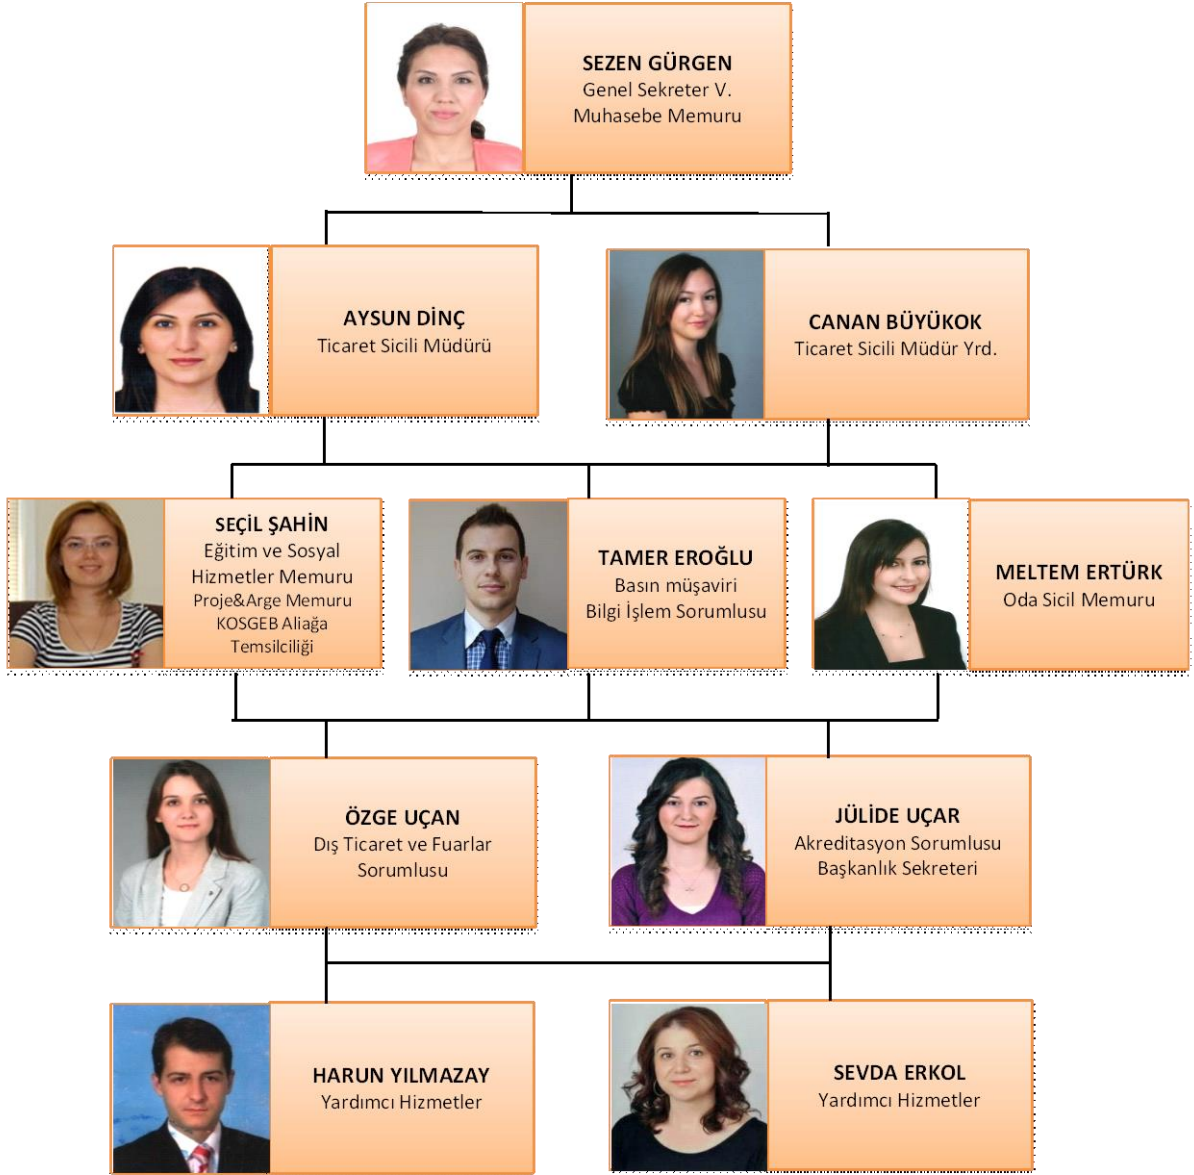 SEZEN GÜRGEN
Genel Sekreter V.
Muhasebe Memuru
AYSUN DİNÇ
Ticaret Sicili Müdürü
CANAN BÜYÜKOK
Ticaret Sicili Müdür Yrd.
SEÇİL ŞAHİN
Eğitim ve Sosyal
Hizmetler Memuru
Proje&Arge Memuru
KOSGEB Aliağa
Temsilciliği
TAMER EROĞLU
Basın müşaviri
Bilgi İşlem Sorumlusu
MELTEM ERTÜRK
Oda Sicil Memuru
ÖZGE UÇAN
Dış Ticaret ve Fuarlar
Sorumlusu
JÜLİDE UÇAR
Akreditasyon Sorumlusu
Başkanlık Sekreteri
HARUN YILMAZAY
Yardımcı Hizmetler
SEVDA ERKOL
Yardımcı Hizmetler